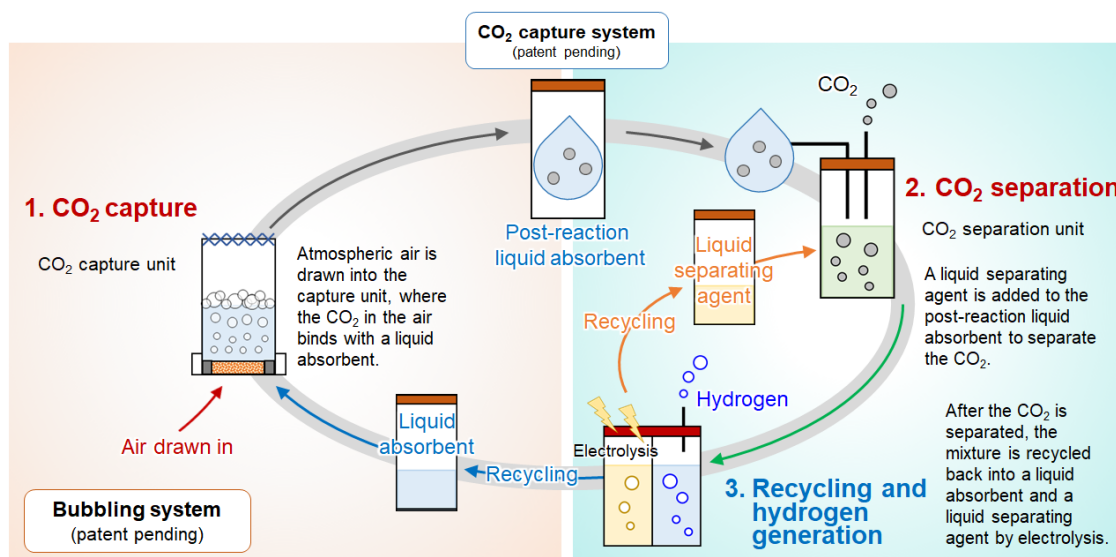 CO₂ capture system
(patent pending)
CO₂
1. CO₂ capture
CO₂ capture unit
Atmospheric air is
drawn into the
capture unit, where
the CO₂ in the air
binds with a liquid
absorbent.
Air drawn in
Bubbling system
(patent pending)
Post-reaction
liquid absorbent
2. CO₂ separation
CO₂ separation unit
A liquid separating
agent is added to the
post-reaction liquid
absorbent to separate
the CO₂.
Liquid
separating
agent
Recycling
Hydrogen
Electrolysis
Liquid
absorbent
Recycling
3. Recycling and
hydrogen
generation
After the CO₂ is
separated, the
mixture is recycled
back into a liquid
absorbent and a
liquid separating
agent by electrolysis.